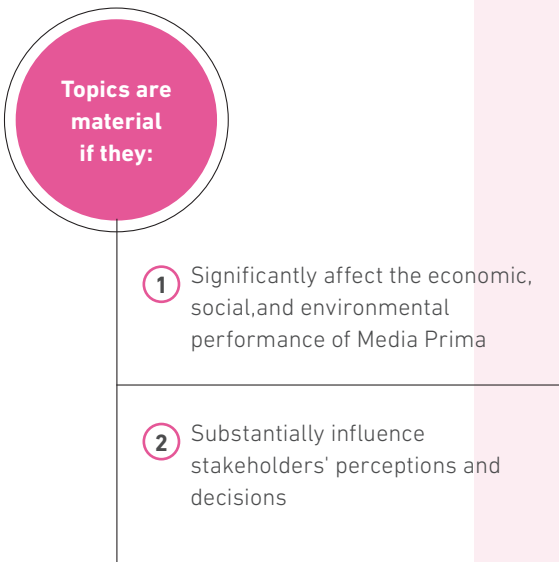 Topics are
material
if they:
1
Significantly affect the economic,
social,and environmental
performance of Media Prima
2
Substantially influence
stakeholders' perceptions and
decisions